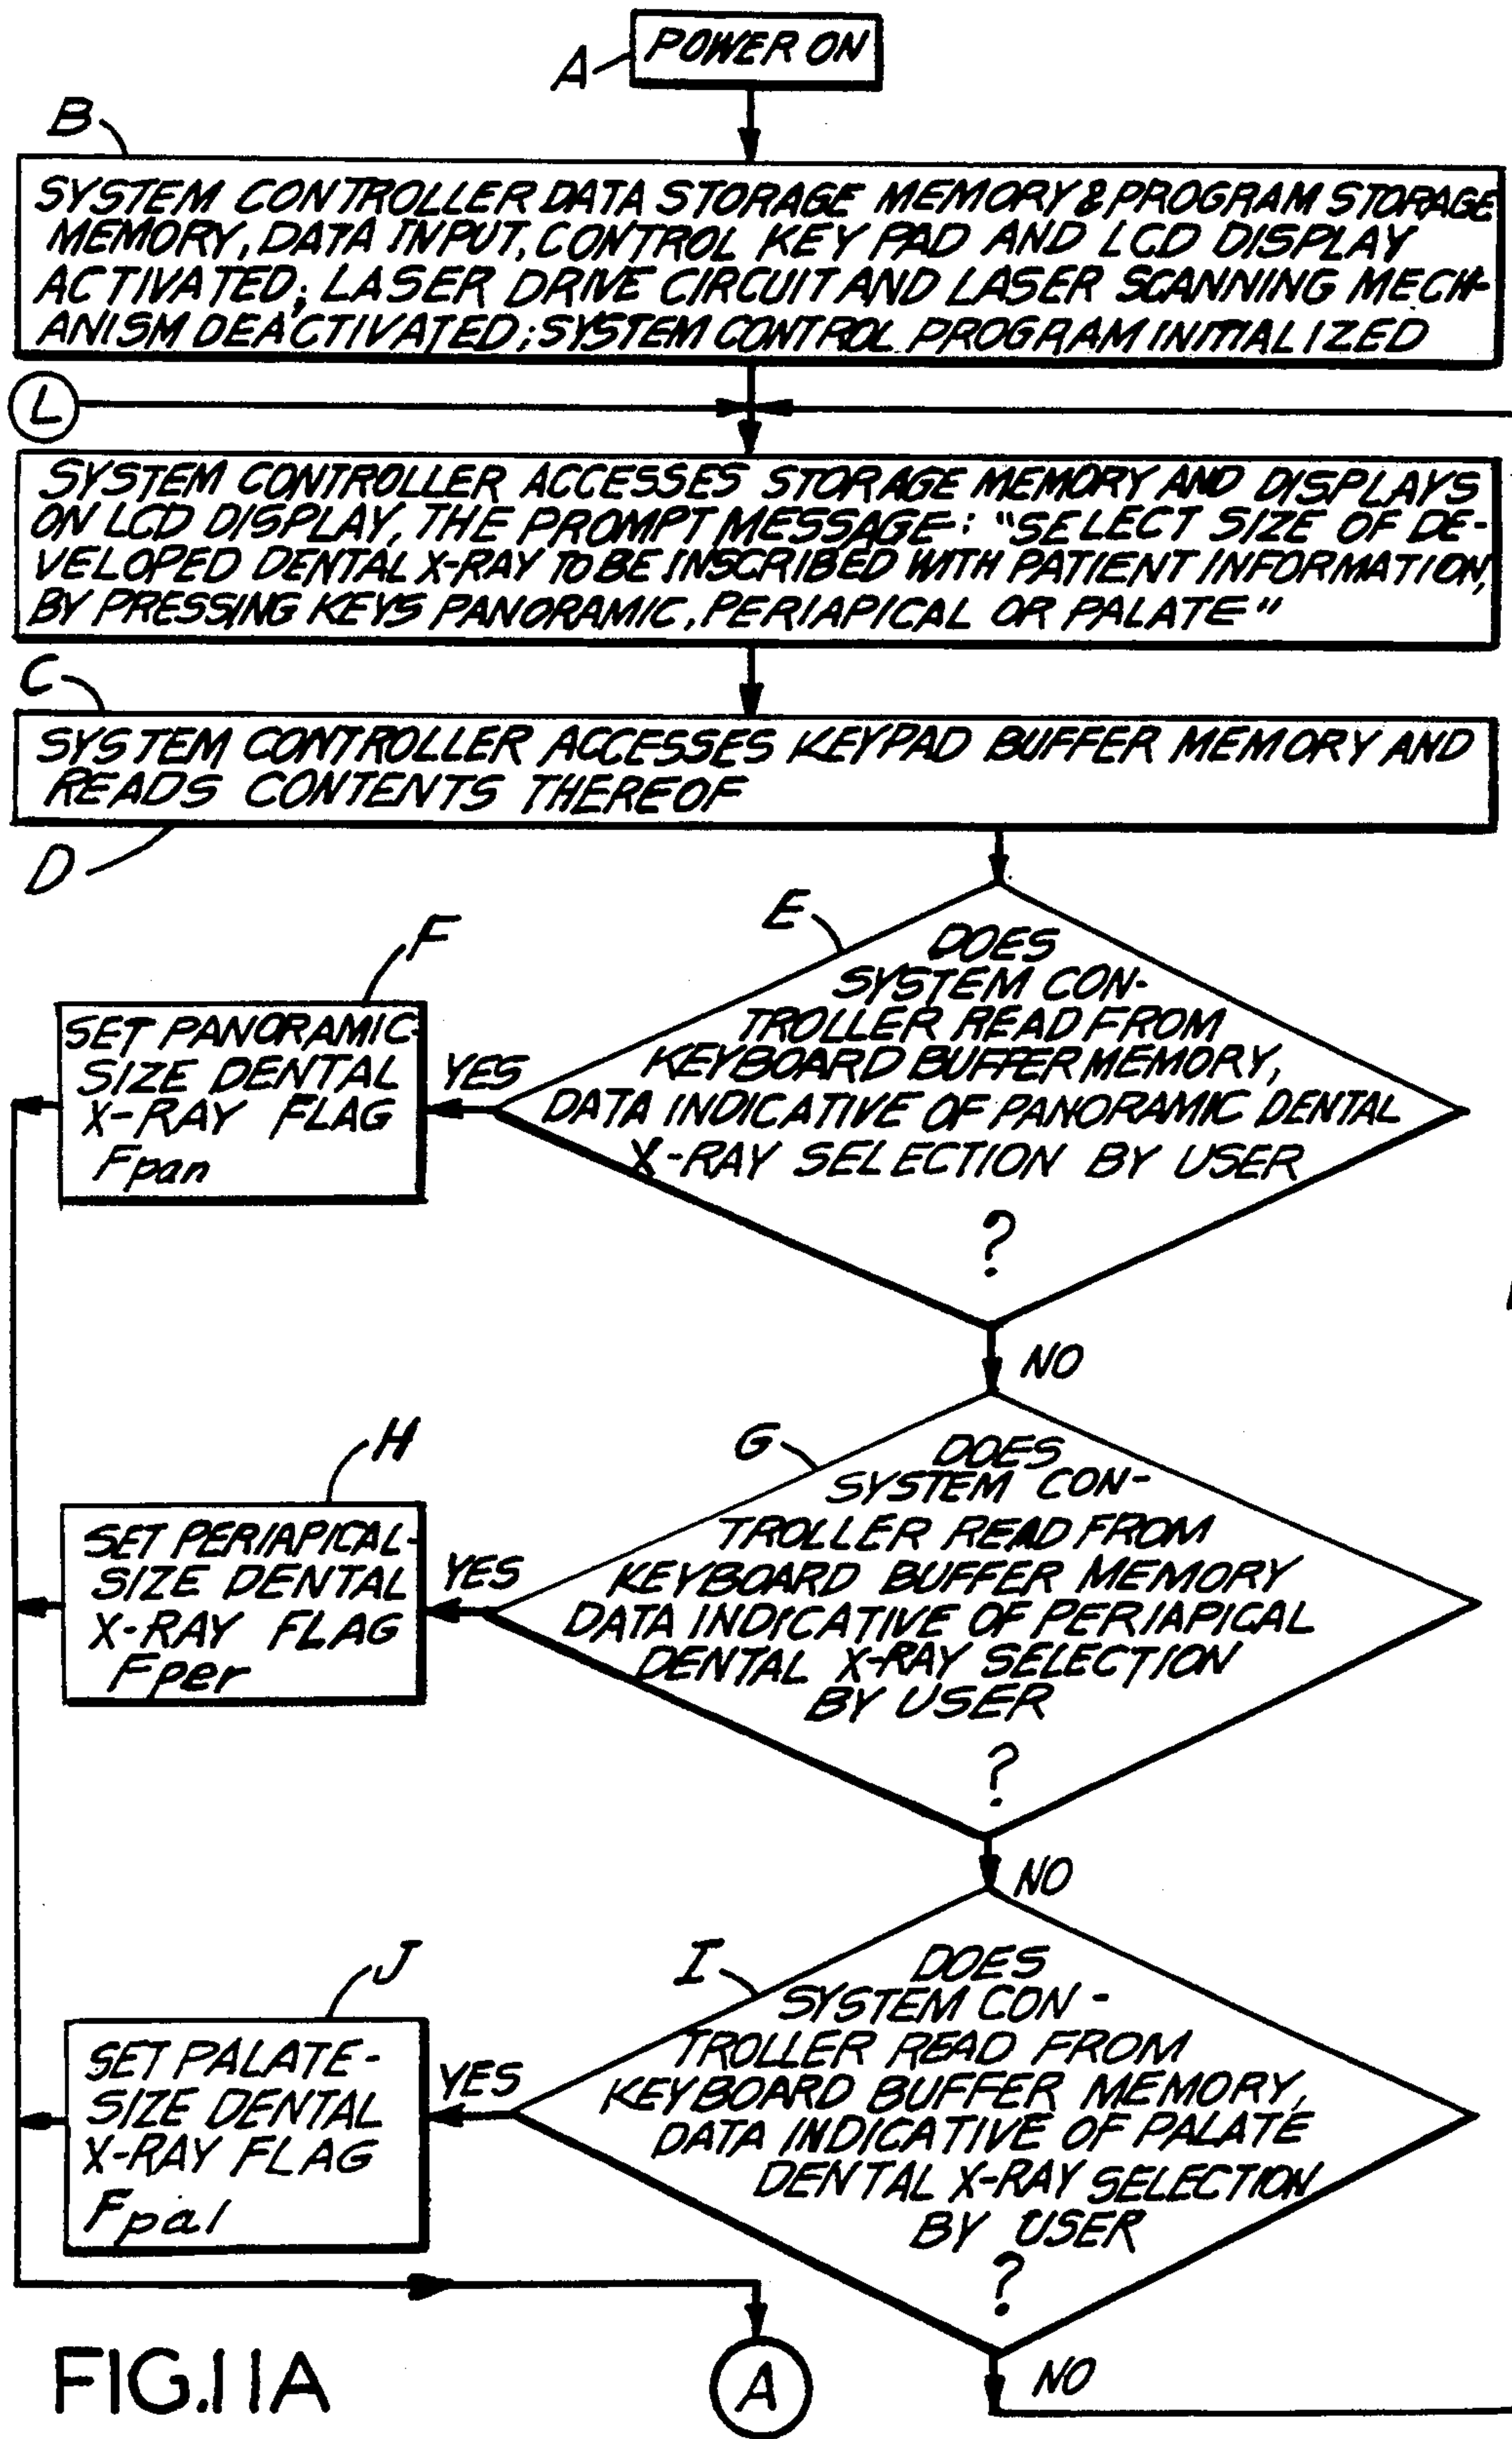 POWER ON
A
B
SYSTEM CONTROLLER DATA STORAGE MEMORY & PROGRAM STORAGE
MEMORY, DATA INPUT, CONTROL KEY PAD AND LCD DISPLAY
ACTIVATED; LASER DRIVE CIRCUIT AND LASER SCANNING MECH-
ANISM DEACTIVATED; SYSTEM CONTROL PROGRAM INITIALIZED
L
SYSTEM CONTROLLER ACCESSES STORAGE MEMORY AND DISPLAYS
ON LCD DISPLAY, THE PROMPT MESSAGE: "SELECT SIZE OF DE-
VELOPED DENTAL X-RAY TO BE INSCRIBED WITH PATIENT INFORMATION,
BY PRESSING KEYS PANORAMIC, PERIAPICAL OR PALATE"
C
SYSTEM CONTROLLER ACCESSES KEYPAD BUFFER MEMORY AND
READS CONTENTS THEREOF
D
E
DOES
SYSTEM CON-
TROLLER READ FROM
KEYBOARD BUFFER MEMORY,
DATA INDICATIVE OF PANORAMIC DENTAL
X-RAY SELECTION BY USER
?
YES
F
SET PANORAMIC-
SIZE DENTAL
X-RAY FLAG
Fpan
NO
G
DOES
SYSTEM CON-
TROLLER READ FROM
KEYBOARD BUFFER MEMORY
DATA INDICATIVE OF PERIAPICAL
DENTAL X-RAY SELECTION
BY USER
?
YES
H
SET PERIAPICAL-
SIZE DENTAL
X-RAY FLAG
Fper
NO
I
DOES
SYSTEM CON-
TROLLER READ FROM
KEYBOARD BUFFER MEMORY,
DATA INDICATIVE OF PALATE
DENTAL X-RAY SELECTION
BY USER
?
YES
J
SET PALATE-
SIZE DENTAL
X-RAY FLAG
Fpal
NO
A
FIG.11A